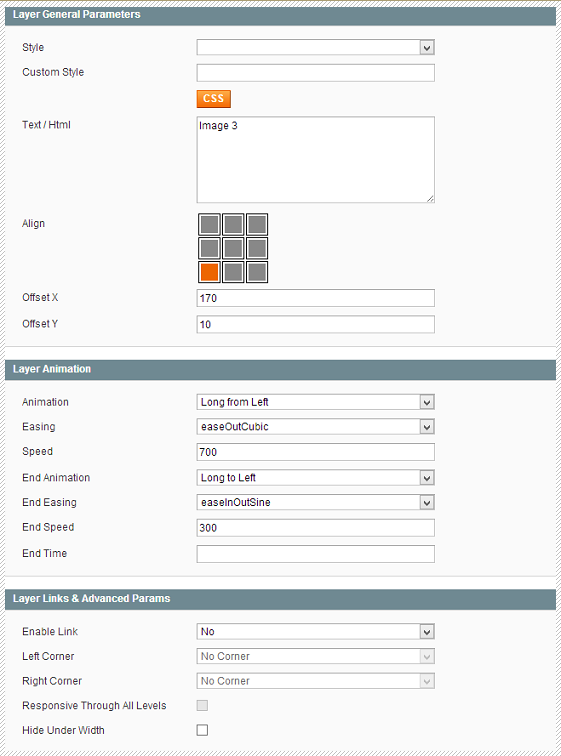 Layer General Parameters
Style
Custom Style
CSS
Text / Html
Image 3
Align
Offset X 170
Offset Y 10
Layer Animation
Animation Long from Left
Easing easeOutCubic
Speed 700
End Animation Long to Left
End Easing easeInOutSine
End Speed 300
End Time
Layer Links & Advanced Params
Enable Link No
Left Corner No Corner
Right Corner No Corner
Responsive Through All Levels
Hide Under Width